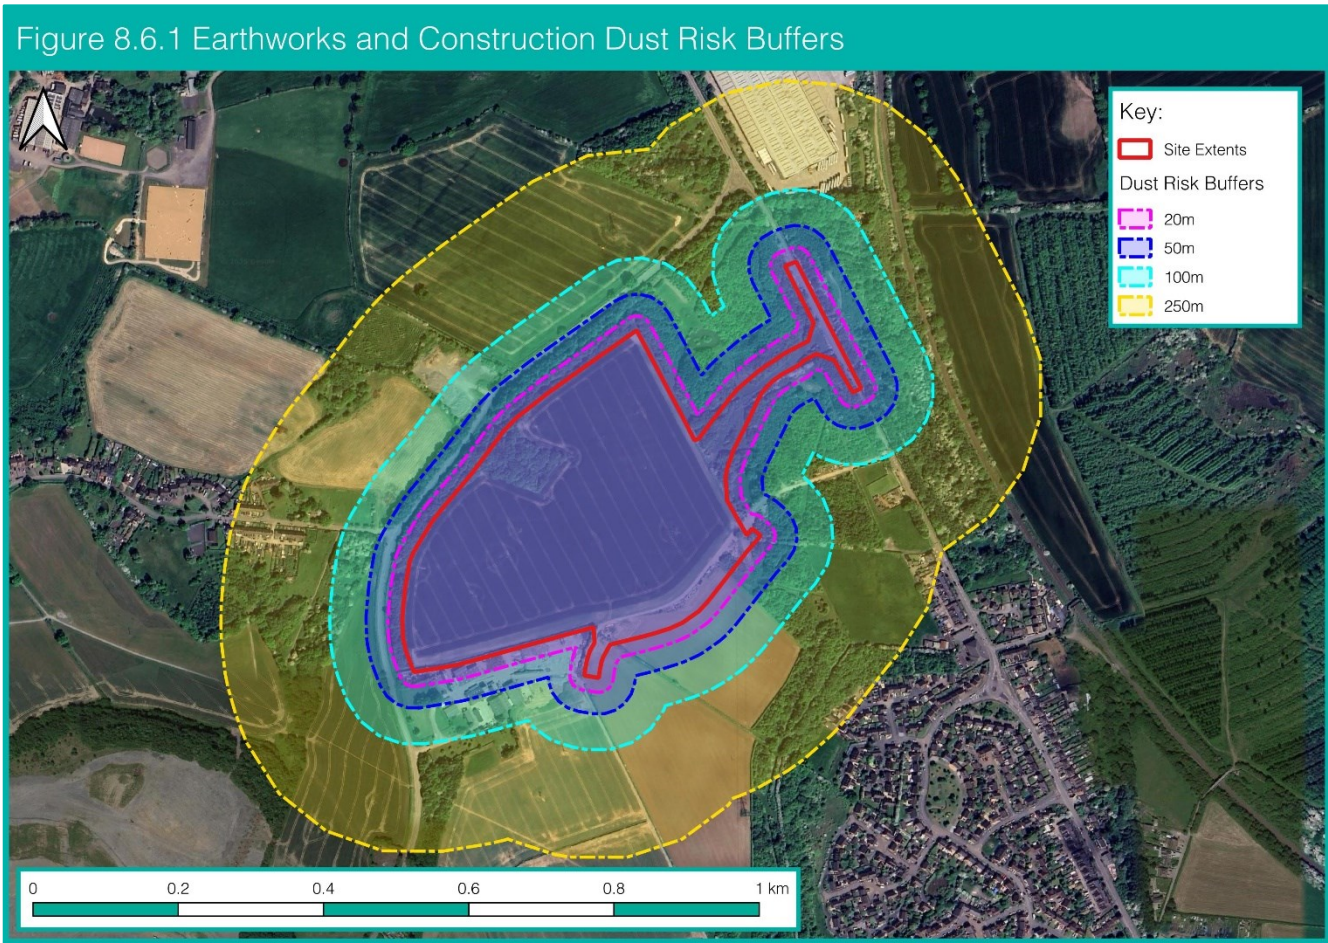 Figure 8.6.1 Earthworks and Construction Dust Risk Buffers
Key:
Site Extents
Dust Risk Buffers
20m
50m
100m
250m
0 0.2 0.4 0.6 0.8 1 km